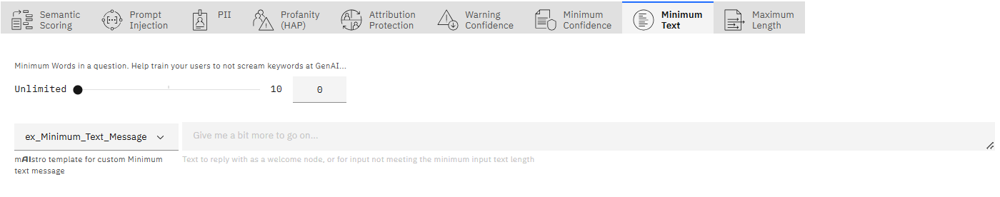 Semantic Scoring
Prompt Injection
PII
Profanity (HAP)
Attribution Protection
Warning Confidence
Minimum Confidence
Minimum Text
Maximum Length
Minimum Words in a question. Help train your users to not scream keywords at GenAI...
Unlimited 10 0
ex_Minimum_Text_Message
Give me a bit more to go on...
mAIstro template for custom Minimum
text message
Text to reply with as a welcome node, or for input not meeting the minimum input text length